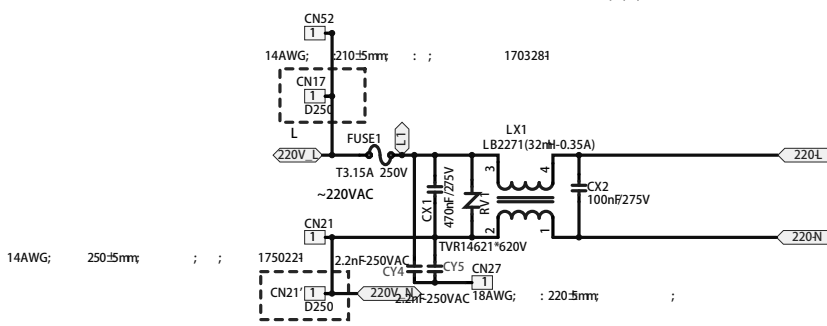 CN52
1
14AWG; :210±5mm; : ; 1703284
CN17
1
D250
L
FUSE1
L1
LX1
LB2271(32mH-0.35A)
220V_L
3
4
220-L
T3.15A 250V
~220VAC
CX1
470nF/275V
RV1
CX2
100nF/275V
CN21
1
2
1
220-N
TVR14621*620V
14AWG; 250±5mm; ; ; 1750221
2.2nF-250VAC
CY4
CY5
CN27
1
CN21'
1
220V_N
2.2nF-250VAC
18AWG; : 220±5mm; ;
D250